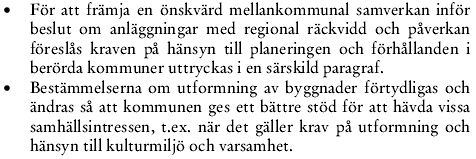 • För att främja en önskvärd mellankommunal samverkan inför
beslut om anläggningar med regional räckvidd och påverkan
föreslås kraven på hänsyn till planeringen och förhållanden i
berörda kommuner uttryckas i en särskild paragraf.
• Bestämmelserna om utformning av byggnader förtydligas och
ändras så att kommunen ges ett bättre stöd för att hävda vissa
samhällsintressen, t.ex. när det gäller krav på utformning och
hänsyn till kulturmiljö och varsamhet.